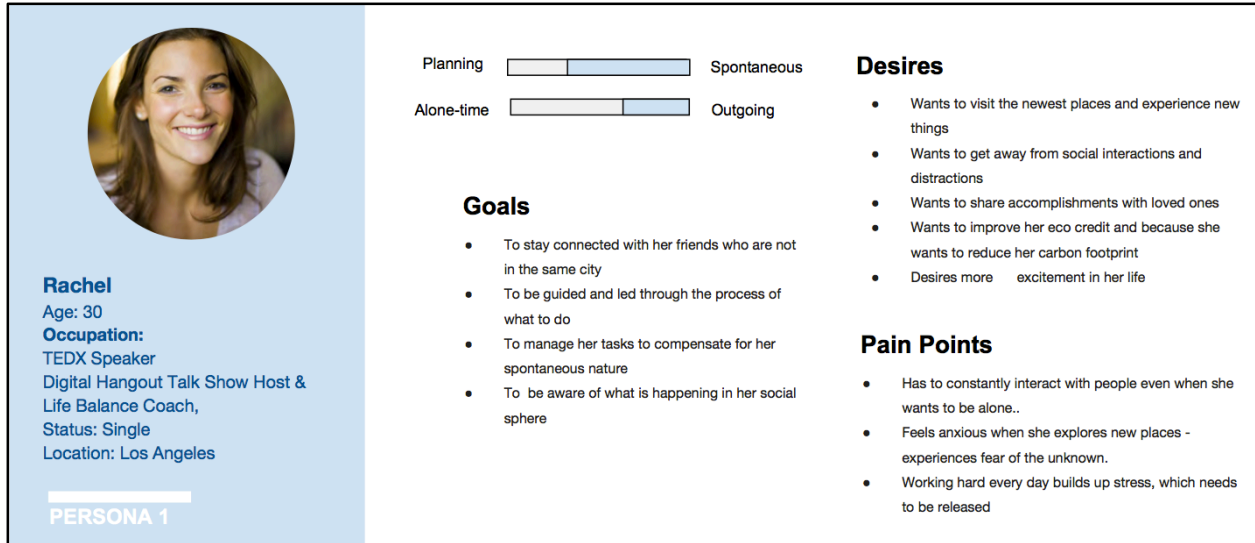 Rachel
Age: 30
Occupation:
TEDX Speaker
Digital Hangout Talk Show Host &
Life Balance Coach,
Status: Single
Location: Los Angeles
PERSONA 1
Planning
Spontaneous
Alone-time
Outgoing
Goals
● To stay connected with her friends who are not
in the same city
● To be guided and led through the process of
what to do
● To manage her tasks to compensate for her
spontaneous nature
● To  be aware of what is happening in her social
sphere
Desires
● Wants to visit the newest places and experience new
things
● Wants to get away from social interactions and
distractions
● Wants to share accomplishments with loved ones
● Wants to improve her eco credit and because she
wants to reduce her carbon footprint
● Desires more    excitement in her life
Pain Points
● Has to constantly interact with people even when she
wants to be alone..
● Feels anxious when she explores new places -
experiences fear of the unknown.
● Working hard every day builds up stress, which needs
to be released